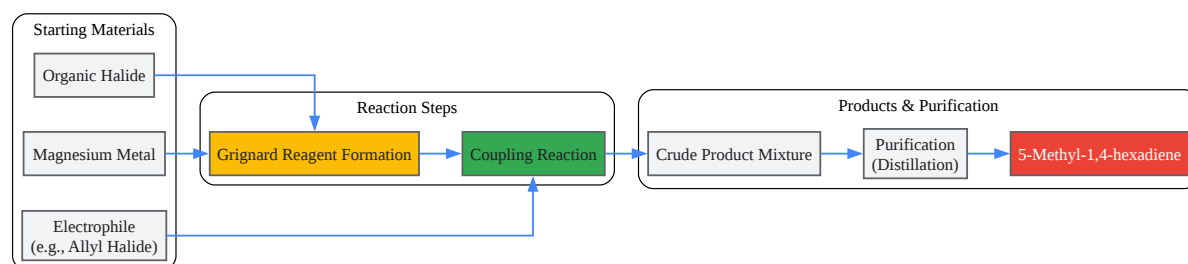 Starting Materials
Organic Halide
Magnesium Metal
Electrophile
(e.g., Allyl Halide)
Reaction Steps
Grignard Reagent Formation
Coupling Reaction
Products & Purification
Crude Product Mixture
Purification
(Distillation)
5-Methyl-1,4-hexadiene